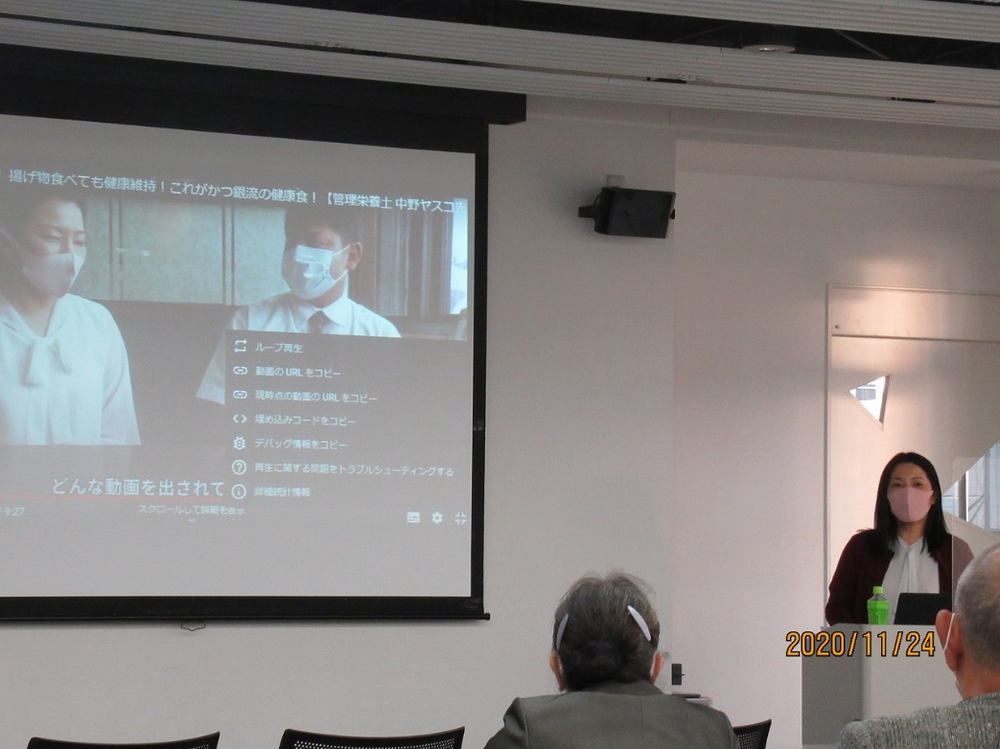 揚げ物食べても健康維持！これがかつ銀流の健康食！【管理栄養士 中野ヤスコ
ループ再生
動画の URL をコピー
現時点の動画の URL をコピー
埋め込みコードをコピー
デバッグ情報をコピー
再生に関する問題をトラブルシューティングする
詳細統計情報
どんな動画を出されて
/ 9:27
スクロールして詳細を表示
2020/11/24